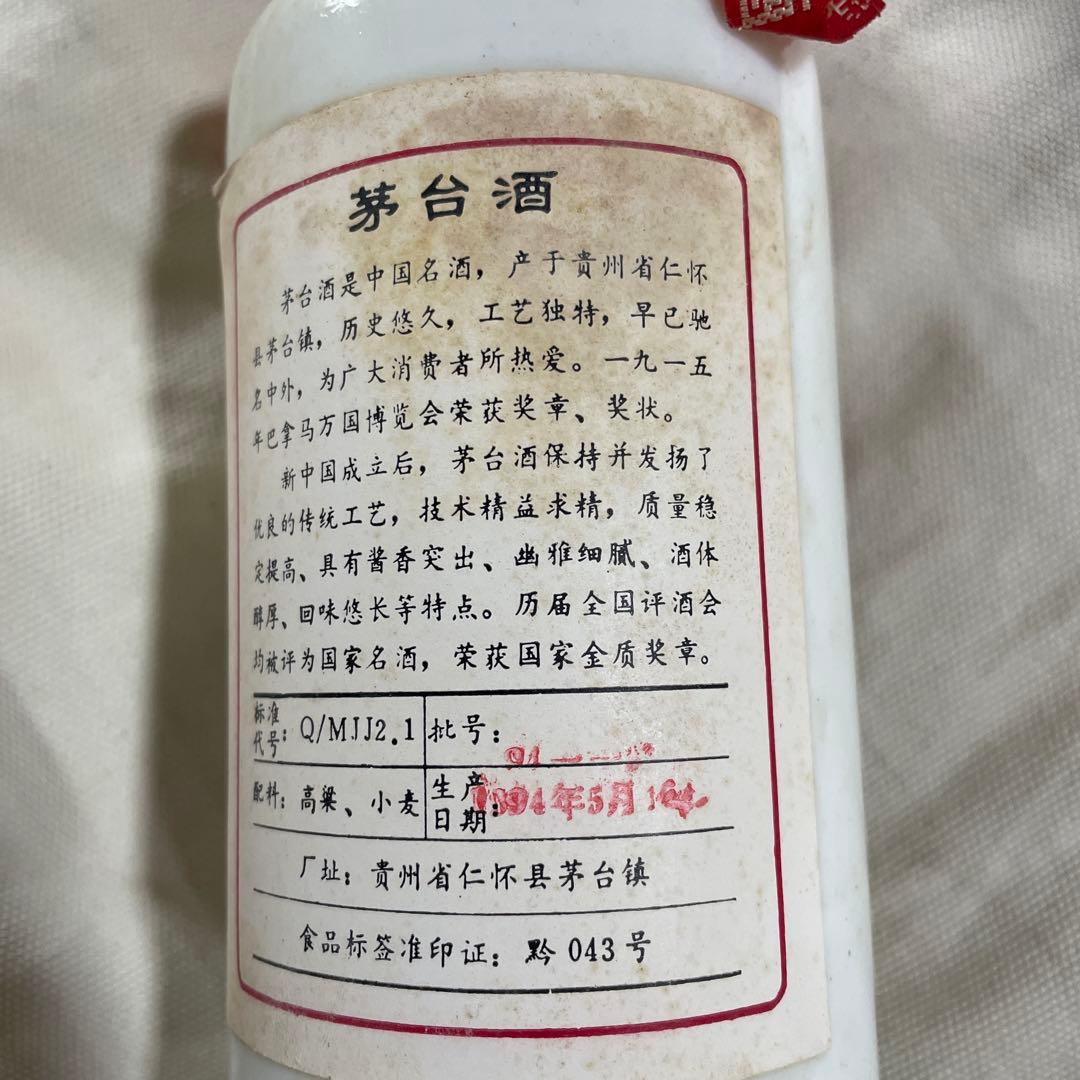 茅台酒
茅台酒是中国名酒，产于贵州省仁怀
县茅台镇，历史悠久，工艺独特，早已驰
名中外，为广大消费者所热爱。一九一五
年巴拿马万国博览会荣获奖章、奖状。
新中国成立后，茅台酒保持并发扬了
优良的传统工艺，技术精益求精，质量稳
定提高、具有酱香突出、幽雅细腻、酒体
醇厚、回味悠长等特点。历届全国评酒会
均被评为国家名酒，荣获国家金质奖章。
标准代号：Q/MJJ2.1 批号：
配料：高粱、小麦 生产日期：1994年5月
厂址：贵州省仁怀县茅台镇
食品标签准印证：黔043号